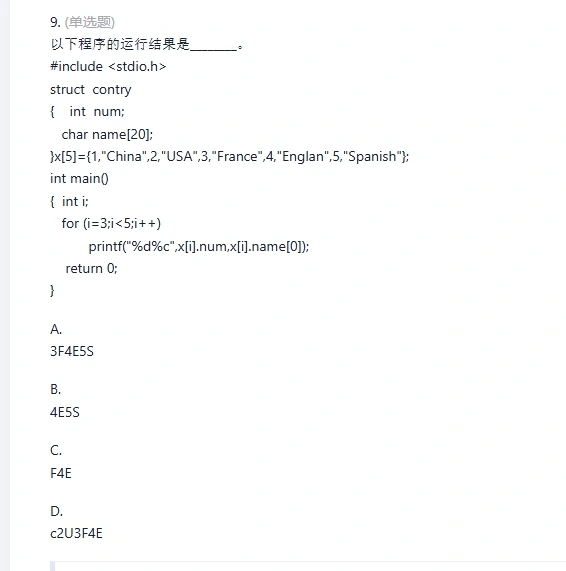 9. (单选题)
以下程序的运行结果是________。
#include <stdio.h>
struct  contry
{    int  num;
char name[20];
}x[5]={1,"China",2,"USA",3,"France",4,"Englan",5,"Spanish"};
int main()
{  int i;
for (i=3;i<5;i++)
printf("%d%c",x[i].num,x[i].name[0]);
return 0;
}
A.
3F4E5S
B.
4E5S
C.
F4E
D.
c2U3F4E